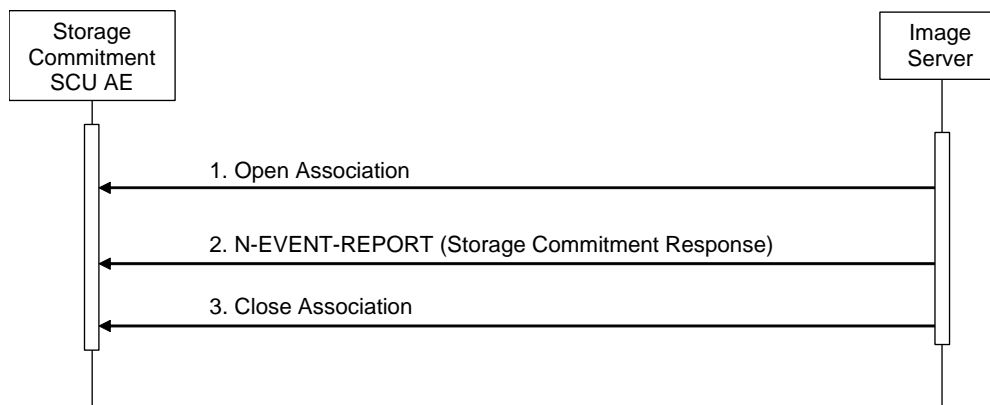 Storage
Commitment
SCU AE
Image
Server
1. Open Association
2. N-EVENT-REPORT (Storage Commitment Response)
3. Close Association